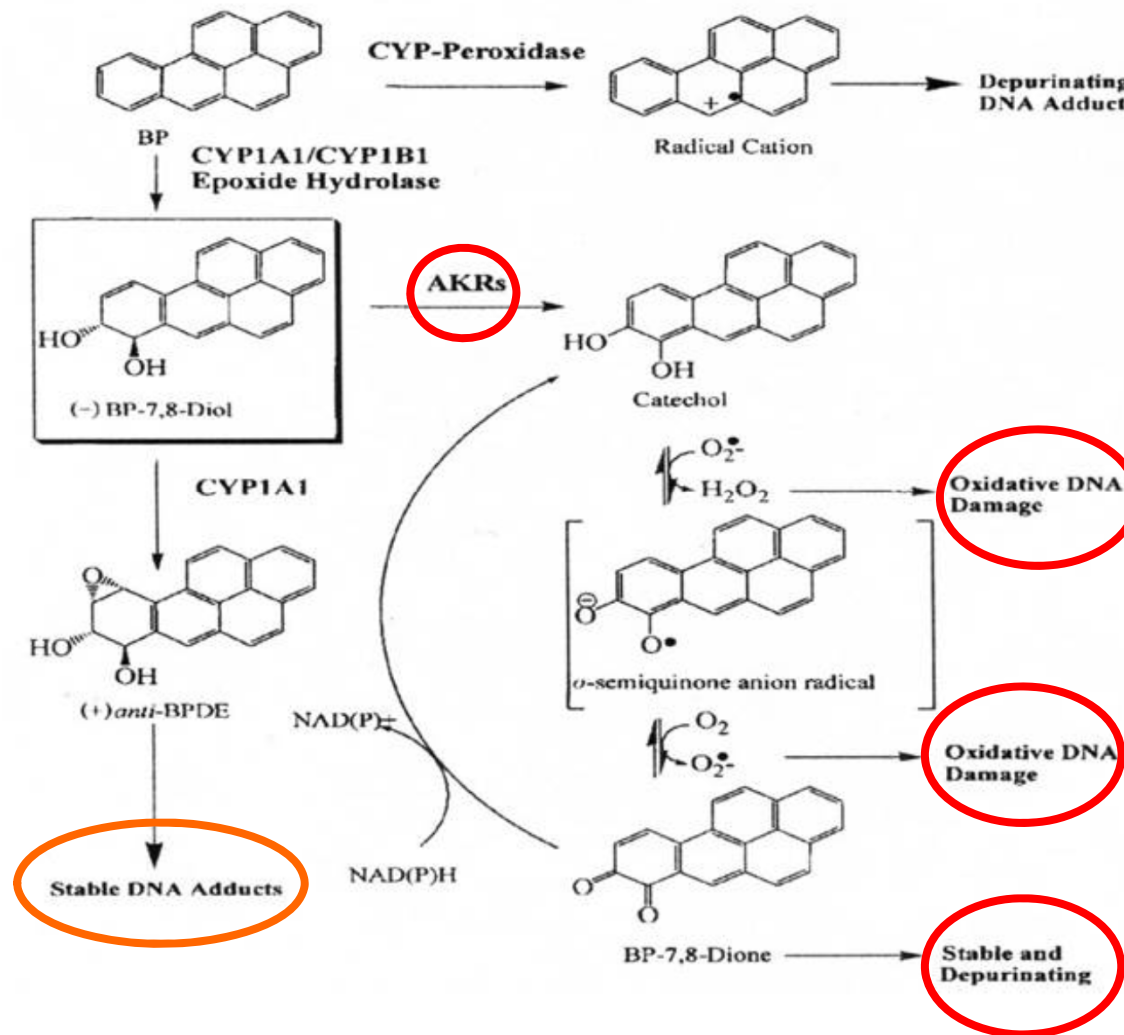 CYP-Peroxidase
Depurinating
DNA Adduct
BP
Radical Cation
CYP1A1/CYP1B1
Epoxide Hydrolase
AKRs
HO
OH
(-) BP-7,8-Diol
HO
OH
Catechol
CYP1A1
O2•-
H2O2
Oxidative DNA
Damage
O
HO
OH
(+)anti-BPDE
O
O•
o-semiquinone anion radical
NAD(P)+
O2
O2•-
Oxidative DNA
Damage
Stable DNA Adducts
NAD(P)H
O
O
BP-7,8-Dione
Stable and
Depurinating